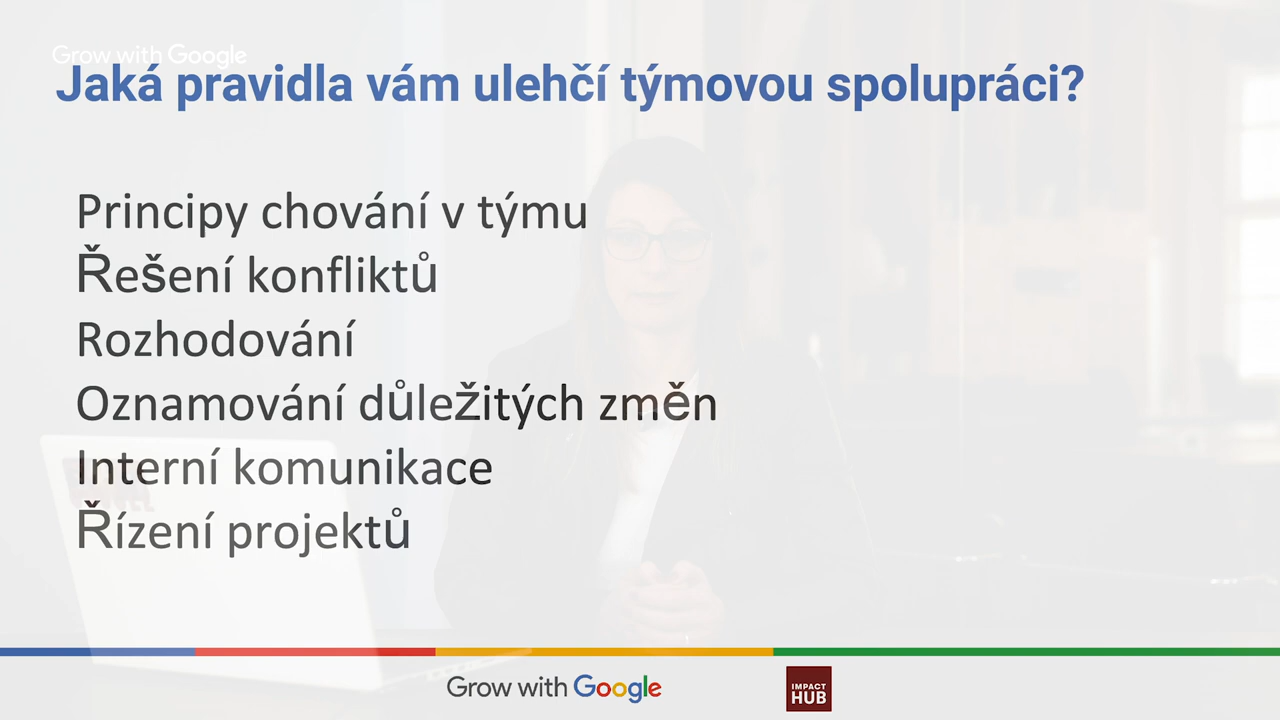 Grow with Google
Jaká pravidla vám ulehčí týmovou spolupráci?
Principy chování v týmu
Řešení konfliktů
Rozhodování
Oznamování důležitých změn
Interní komunikace
Řízení projektů
Grow with Google
IMPACT
HUB